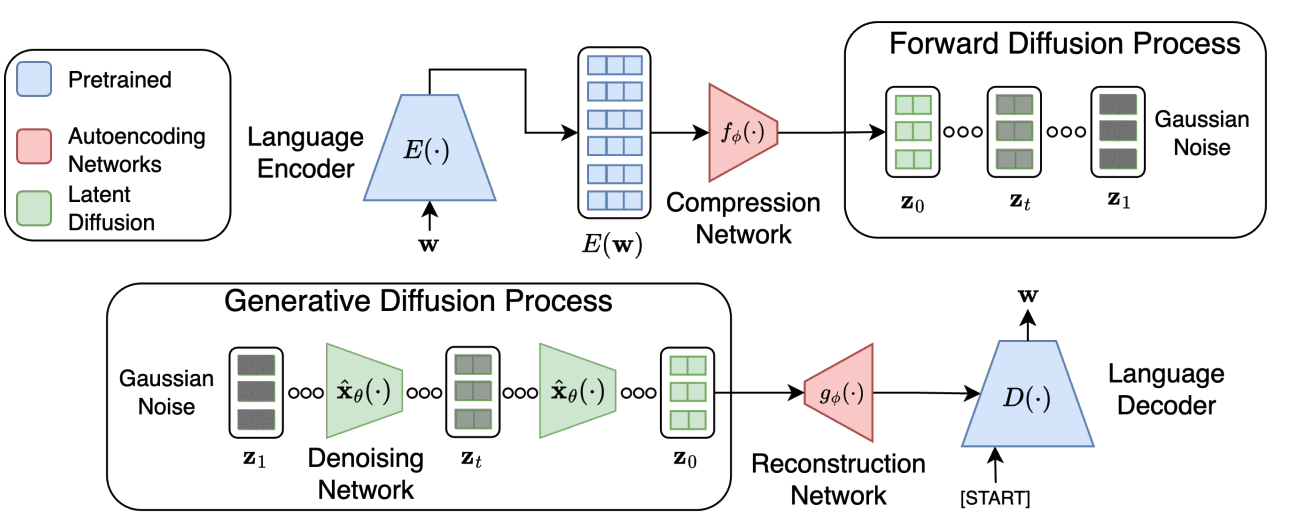 Pretrained
Autoencoding
Networks
Latent
Diffusion
Language
Encoder
E(·)
w
E(w)
f_ϕ(·)
Compression
Network
Forward Diffusion Process
Gaussian
Noise
z_0
z_t
z_1
Generative Diffusion Process
Gaussian
Noise
z_1
x̂_θ(·)
Denoising
Network
z_t
x̂_θ(·)
z_0
g_ϕ(·)
Reconstruction
Network
w
D(·)
Language
Decoder
[START]